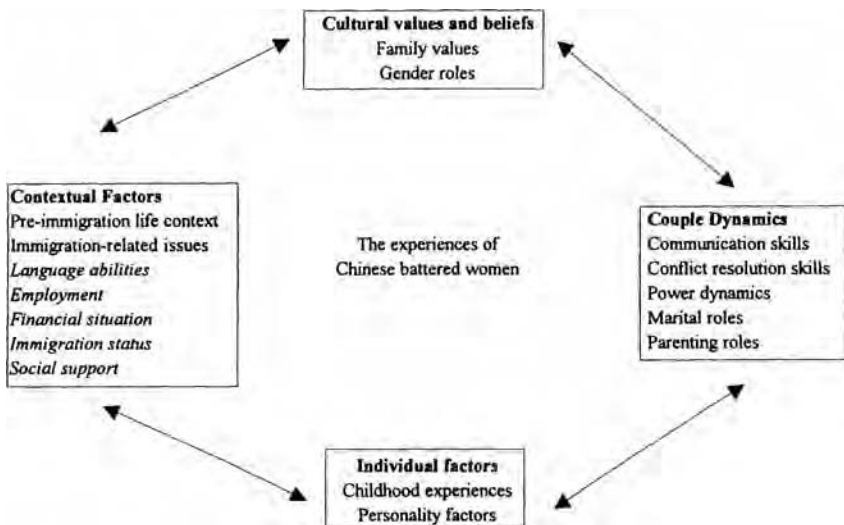 Cultural values and beliefs
Family values
Gender roles
Contextual Factors
Pre-immigration life context
Immigration-related issues
Language abilities
Employment
Financial situation
Immigration status
Social support
The experiences of
Chinese battered women
Couple Dynamics
Communication skills
Conflict resolution skills
Power dynamics
Marital roles
Parenting roles
Individual factors
Childhood experiences
Personality factors